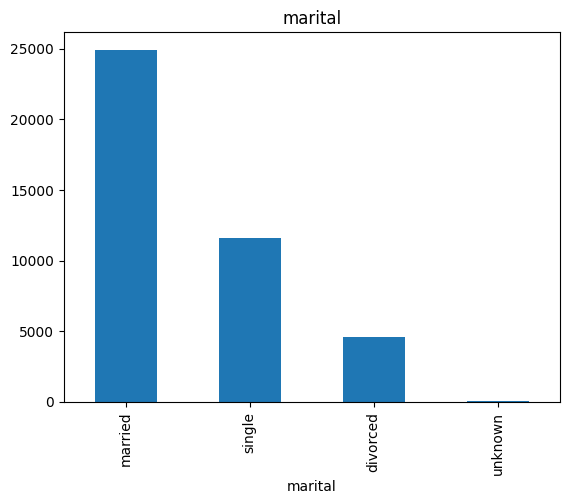 marital
25000
20000
15000
10000
5000
0
married
single
divorced
unknown
marital